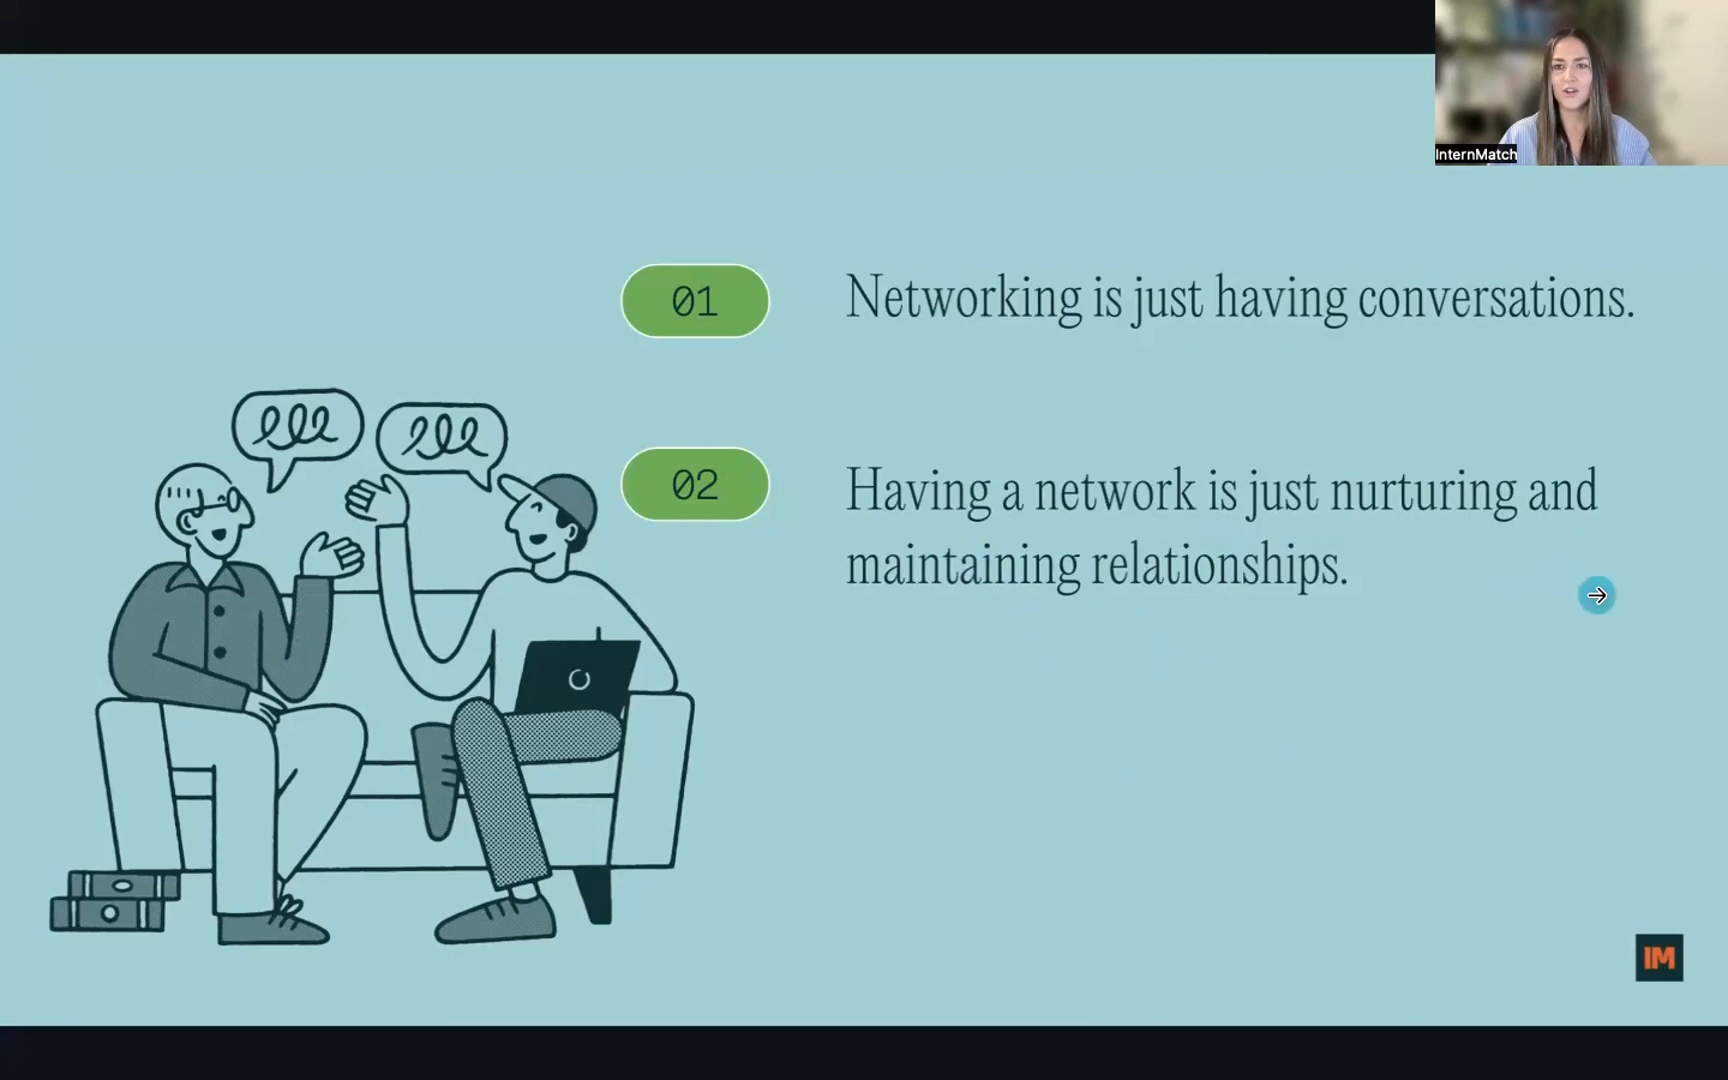 InternMatch
01
Networking is just having conversations.
02
Having a network is just nurturing and
maintaining relationships.
IM